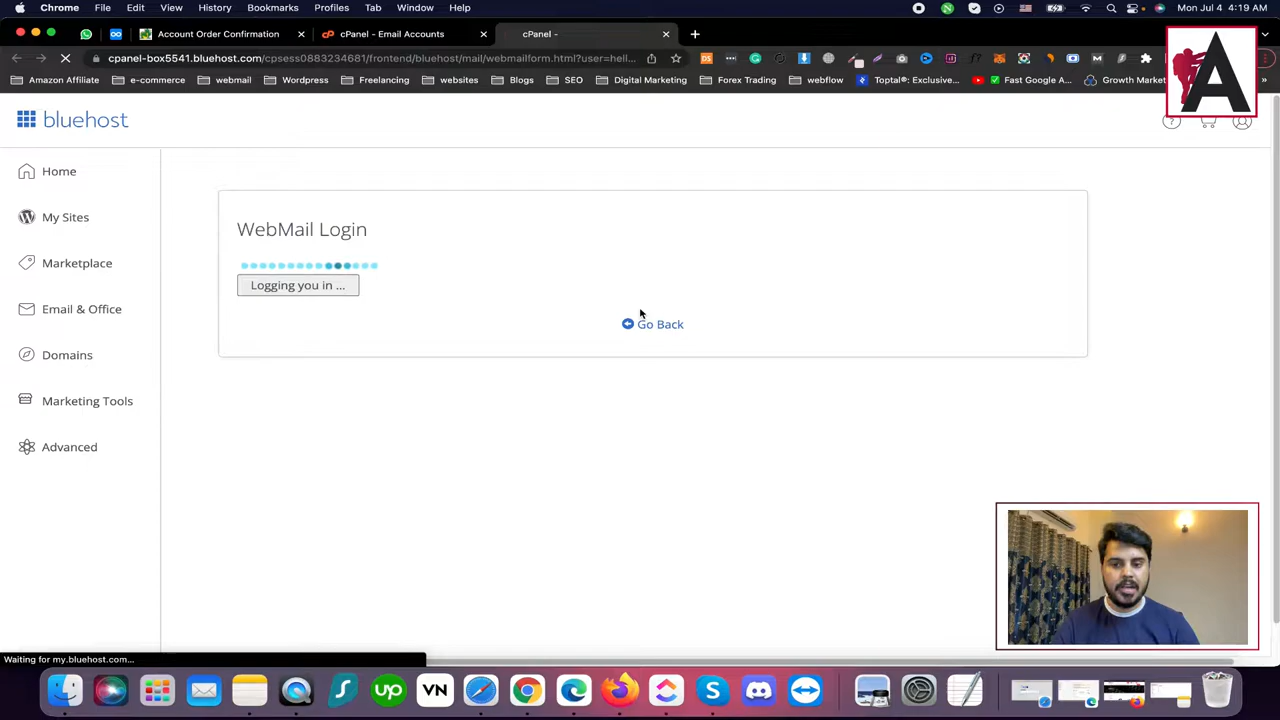 Chrome File Edit View History Bookmarks Profiles Tab Window Help Mon Jul 4 4:19 AM
Account Order Confirmation cPanel - Email Accounts cPanel -
cpanel-box5541.bluehost.com/cpsess0883234681/frontend/bluehost/mail/webmailform.html?user=hell...
Amazon Affiliate e-commerce webmail Wordpress Freelancing websites Blogs SEO Digital Marketing Forex Trading webflow Toptal®: Exclusive... Fast Google A... Growth Market
A
bluehost
Home
My Sites
Marketplace
Email & Office
Domains
Marketing Tools
Advanced
WebMail Login
Logging you in ...
Go Back
Waiting for my.bluehost.com...
up VN